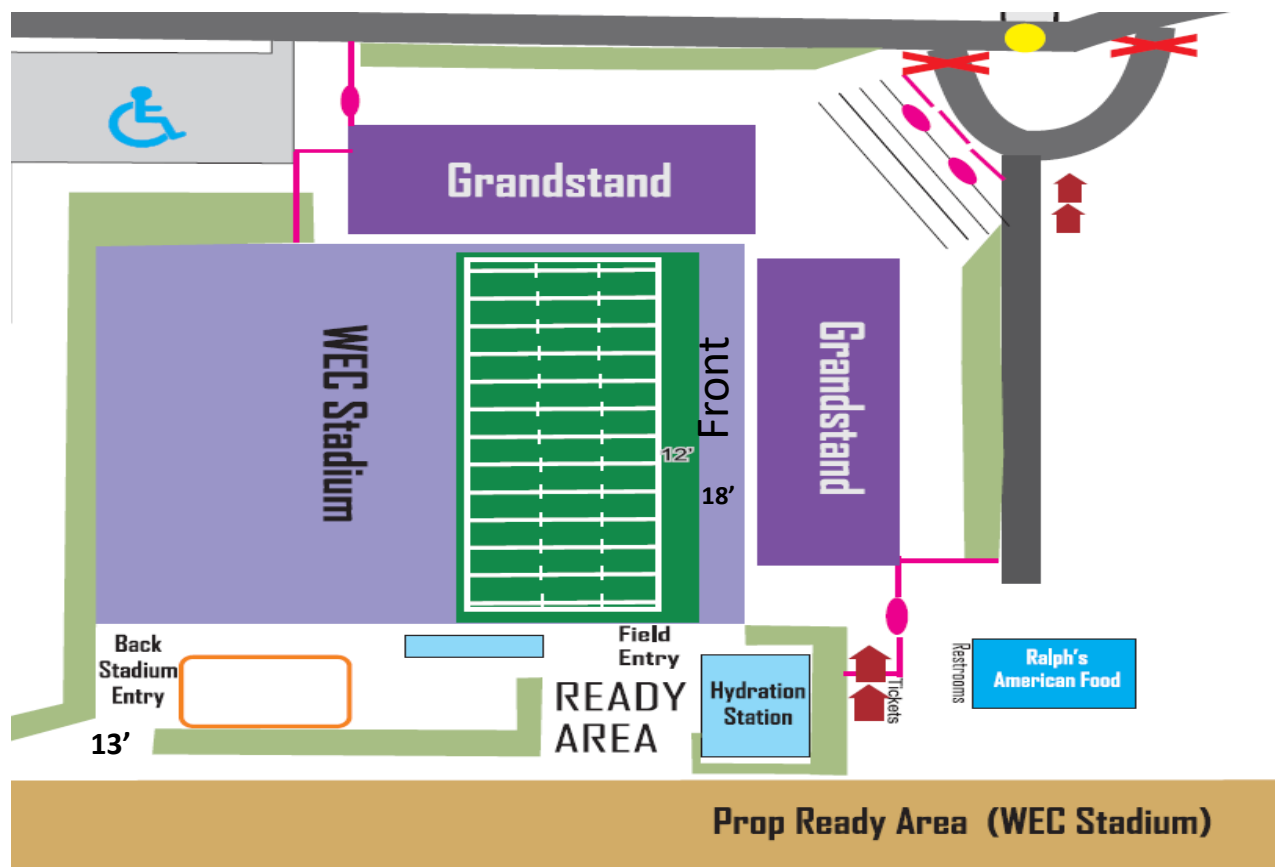 Grandstand
WEC Stadium
Front
Grandstand
12'
18’
Back
Stadium
Entry
13’
Field
Entry
READY
AREA
Hydration
Station
Tickets
Restrooms
Ralph's
American Food
Prop Ready Area (WEC Stadium)